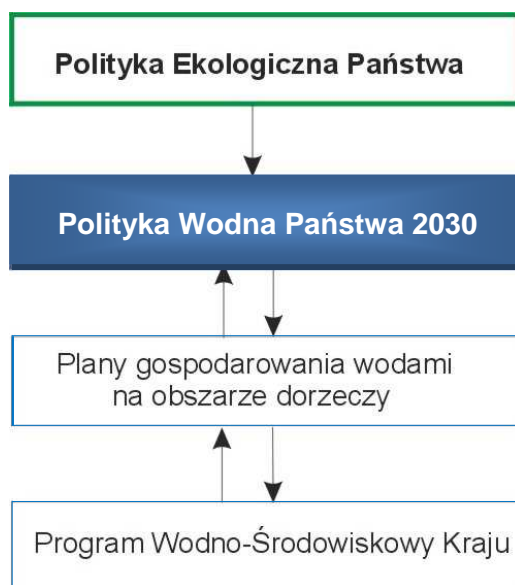 Polityka Ekologiczna Państwa
Polityka Wodna Państwa 2030
Plany gospodarowania wodami
na obszarze dorzeczy
Program Wodno-Środowiskowy Kraju